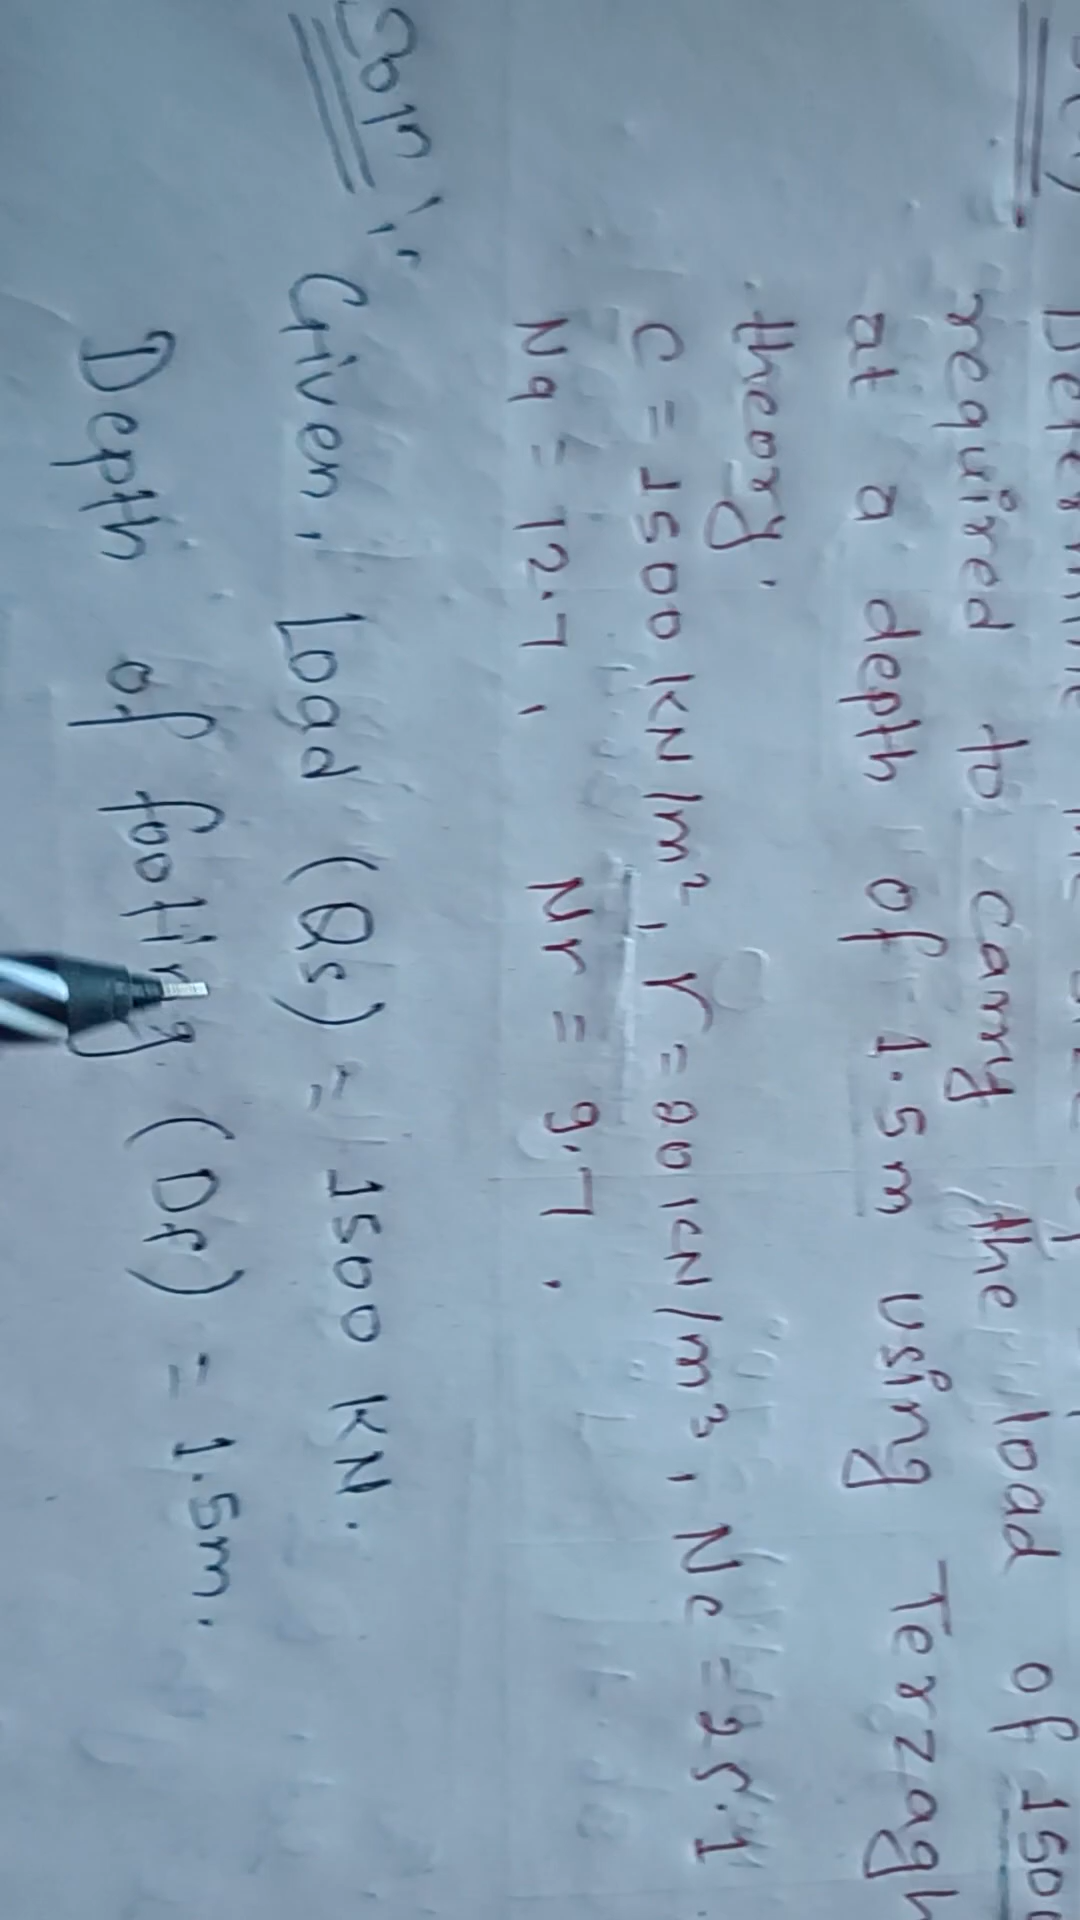 required to carry the load of 150
at a depth of 1.5m using Terzagh
theory.
C = 1500 KN/m², γ = 20 KN/m³, Nc = 25.1
Nq = 12.7, Nr = 9.7.
Soln :-
Given, Load (Qs) = 1500 KN.
Depth of footing (Df) = 1.5m.